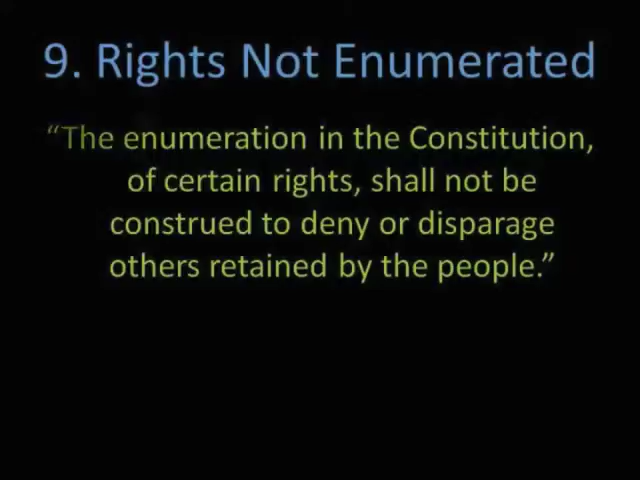 9. Rights Not Enumerated
“The enumeration in the Constitution,
of certain rights, shall not be
construed to deny or disparage
others retained by the people.”